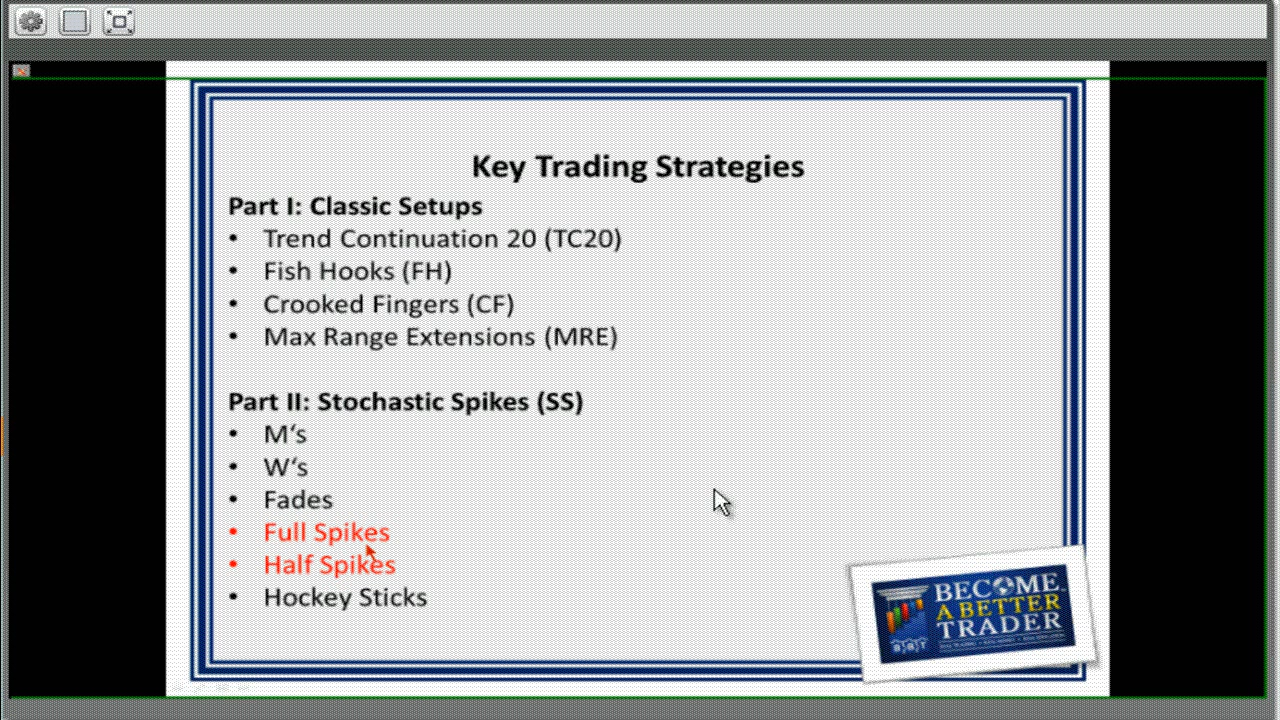 Key Trading Strategies
Part I: Classic Setups
• Trend Continuation 20 (TC20)
• Fish Hooks (FH)
• Crooked Fingers (CF)
• Max Range Extensions (MRE)
Part II: Stochastic Spikes (SS)
• M‘s
• W‘s
• Fades
• Full Spikes
• Half Spikes
• Hockey Sticks
BECOME
A BETTER
TRADER
BBT